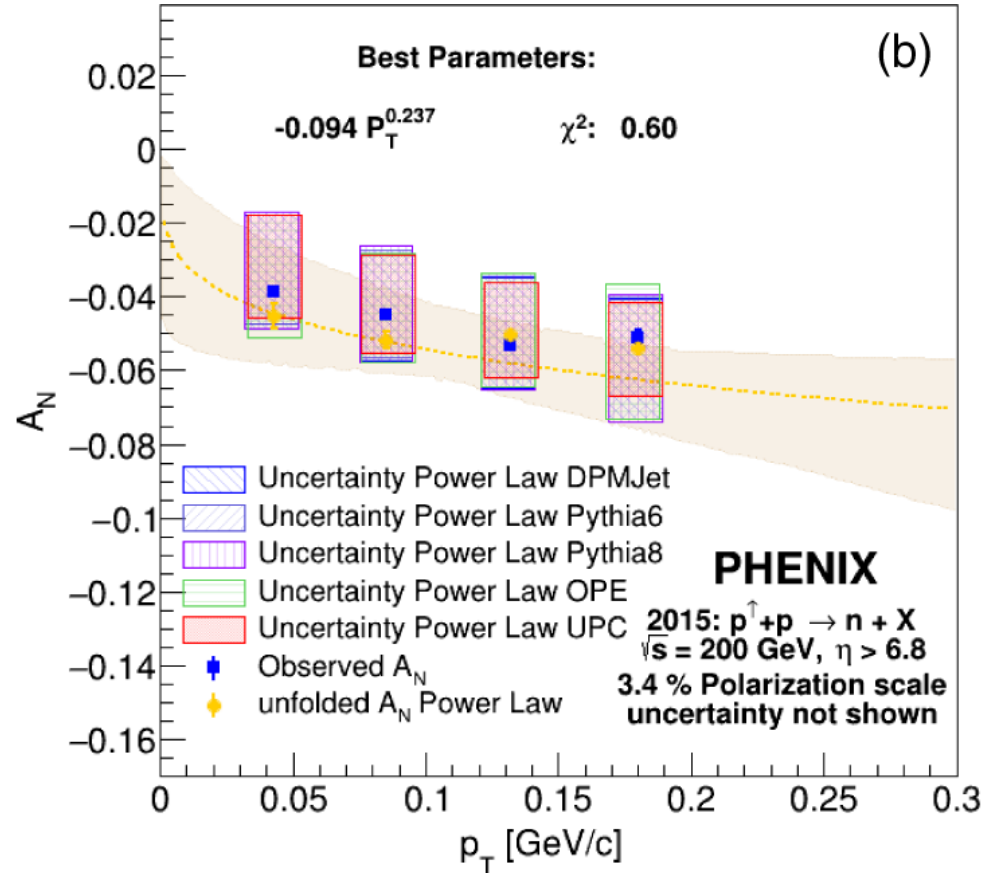 (b)
Best Parameters:
-0.094 P_T^0.237 χ²: 0.60
0.02
0
−0.02
−0.04
−0.06
−0.08
−0.1
−0.12
−0.14
−0.16
A_N
Uncertainty Power Law DPMJet
Uncertainty Power Law Pythia6
Uncertainty Power Law Pythia8
Uncertainty Power Law OPE
Uncertainty Power Law UPC
Observed A_N
unfolded A_N Power Law
PHENIX
2015: p↑+p → n + X
√s = 200 GeV, η > 6.8
3.4 % Polarization scale
uncertainty not shown
0 0.05 0.1 0.15 0.2 0.25 0.3
p_T [GeV/c]